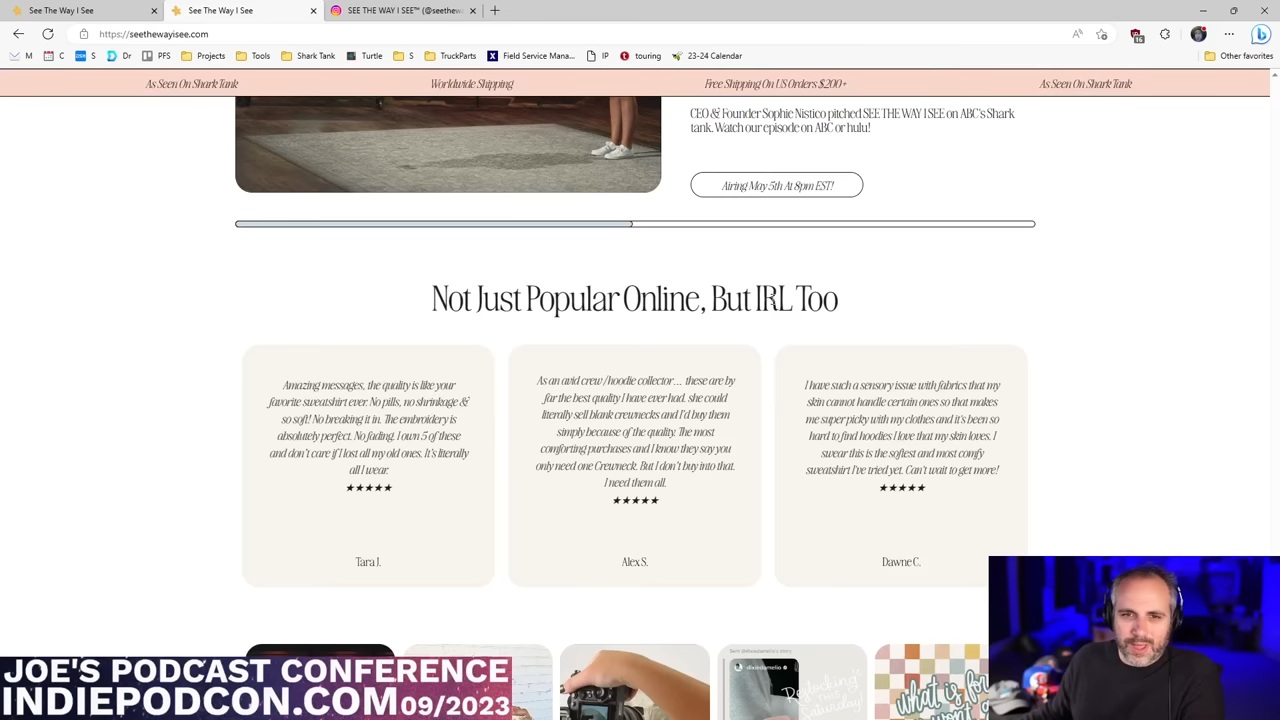 See The Way I See
See The Way I See
SEE THE WAY I SEE™ (@seethew
https://seethewayisee.com
M
C
S
Dr
PFS
Projects
Tools
Shark Tank
Turtle
S
TruckParts
X
Field Service Mana...
IP
touring
23-24 Calendar
Other favorites
16
As Seen On Shark Tank
Worldwide Shipping
Free Shipping On US Orders $200+
As Seen On Shark Tank
CEO & Founder Sophie Nistico pitched SEE THE WAY I SEE on ABC's Shark
tank. Watch our episode on ABC or hulu!
Airing May 5th At 8pm EST!
Not Just Popular Online, But IRL Too
Amazing messages, the quality is like your
favorite sweatshirt ever. No pills, no shrinkage &
so soft! No breaking it in. The embroidery is
absolutely perfect. No fading. I own 5 of these
and don't care if I lost all my old ones. It's literally
all I wear.
★★★★★
Tara J.
As an avid crew /hoodie collector... these are by
far the best quality I have ever had. she could
literally sell blank crewnecks and I'd buy them
simply because of the quality. The most
comforting purchases and I know they say you
only need one Crewneck. But I don't buy into that.
I need them all.
★★★★★
Alex S.
I have such a sensory issue with fabrics that my
skin cannot handle certain ones so that makes
me super picky with my clothes and it's been so
hard to find hoodies I love that my skin loves. I
swear this is the softest and most comfy
sweatshirt I've tried yet. Can't wait to get more!
★★★★★
Dawne C.
dixiedamelio
Restocking
this
Saturday!
what is for
JOE'S PODCAST CONFERENCE
INDIEPODCON.COM 09/2023